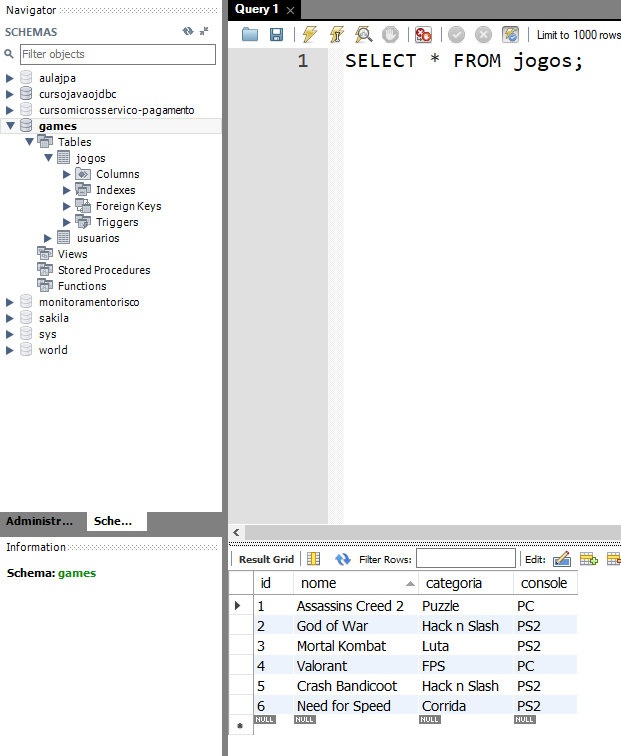 Navigator
SCHEMAS
Filter objects
aulajpa
cursojavaojdbc
cursomicrosservico-pagamento
games
Tables
jogos
Columns
Indexes
Foreign Keys
Triggers
usuarios
Views
Stored Procedures
Functions
monitoramentorisco
sakila
sys
world
Administr... Sche...
Information
Schema: games
Query 1
Limit to 1000 rows
1 SELECT * FROM jogos;
Result Grid Filter Rows: Edit:
id nome categoria console
1 Assassins Creed 2 Puzzle PC
2 God of War Hack n Slash PS2
3 Mortal Kombat Luta PS2
4 Valorant FPS PC
5 Crash Bandicoot Hack n Slash PS2
6 Need for Speed Corrida PS2
NULL NULL NULL NULL